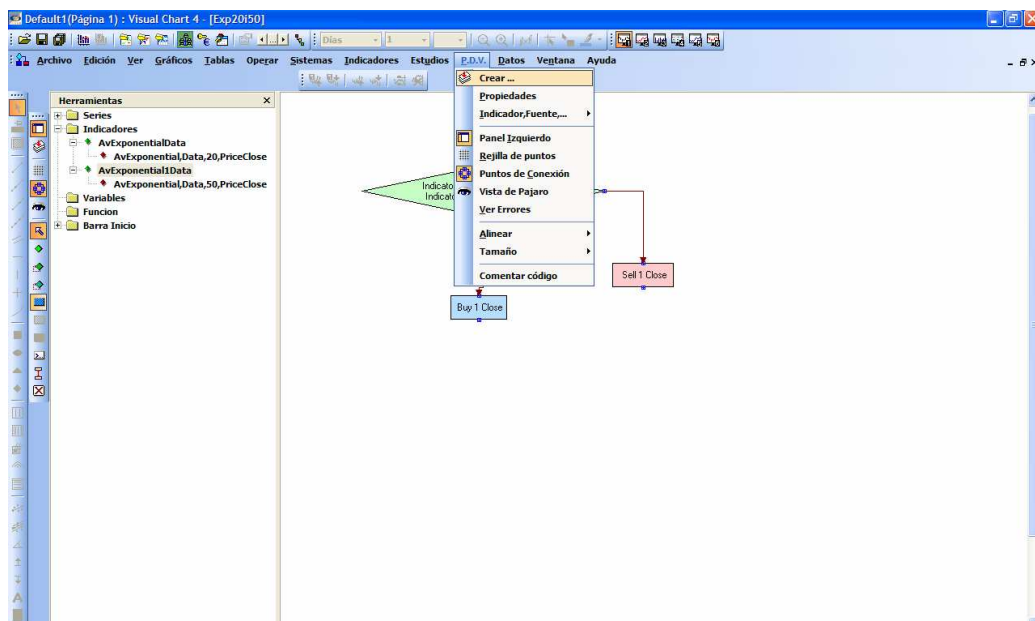 Default1(Página 1) : Visual Chart 4 - [Exp20i50]
Días
1
Archivo Edición Ver Gráficos Tablas Operar Sistemas Indicadores Estudios P.D.V. Datos Ventana Ayuda
Herramientas
Series
Indicadores
AvExponentialData
AvExponential,Data,20,PriceClose
AvExponential1Data
AvExponential,Data,50,PriceClose
Variables
Funcion
Barra Inicio
Crear ...
Propiedades
Indicador,Fuente,...
Panel Izquierdo
Rejilla de puntos
Puntos de Conexión
Vista de Pajaro
Ver Errores
Alinear
Tamaño
Comentar código
Sell 1 Close
Buy 1 Close